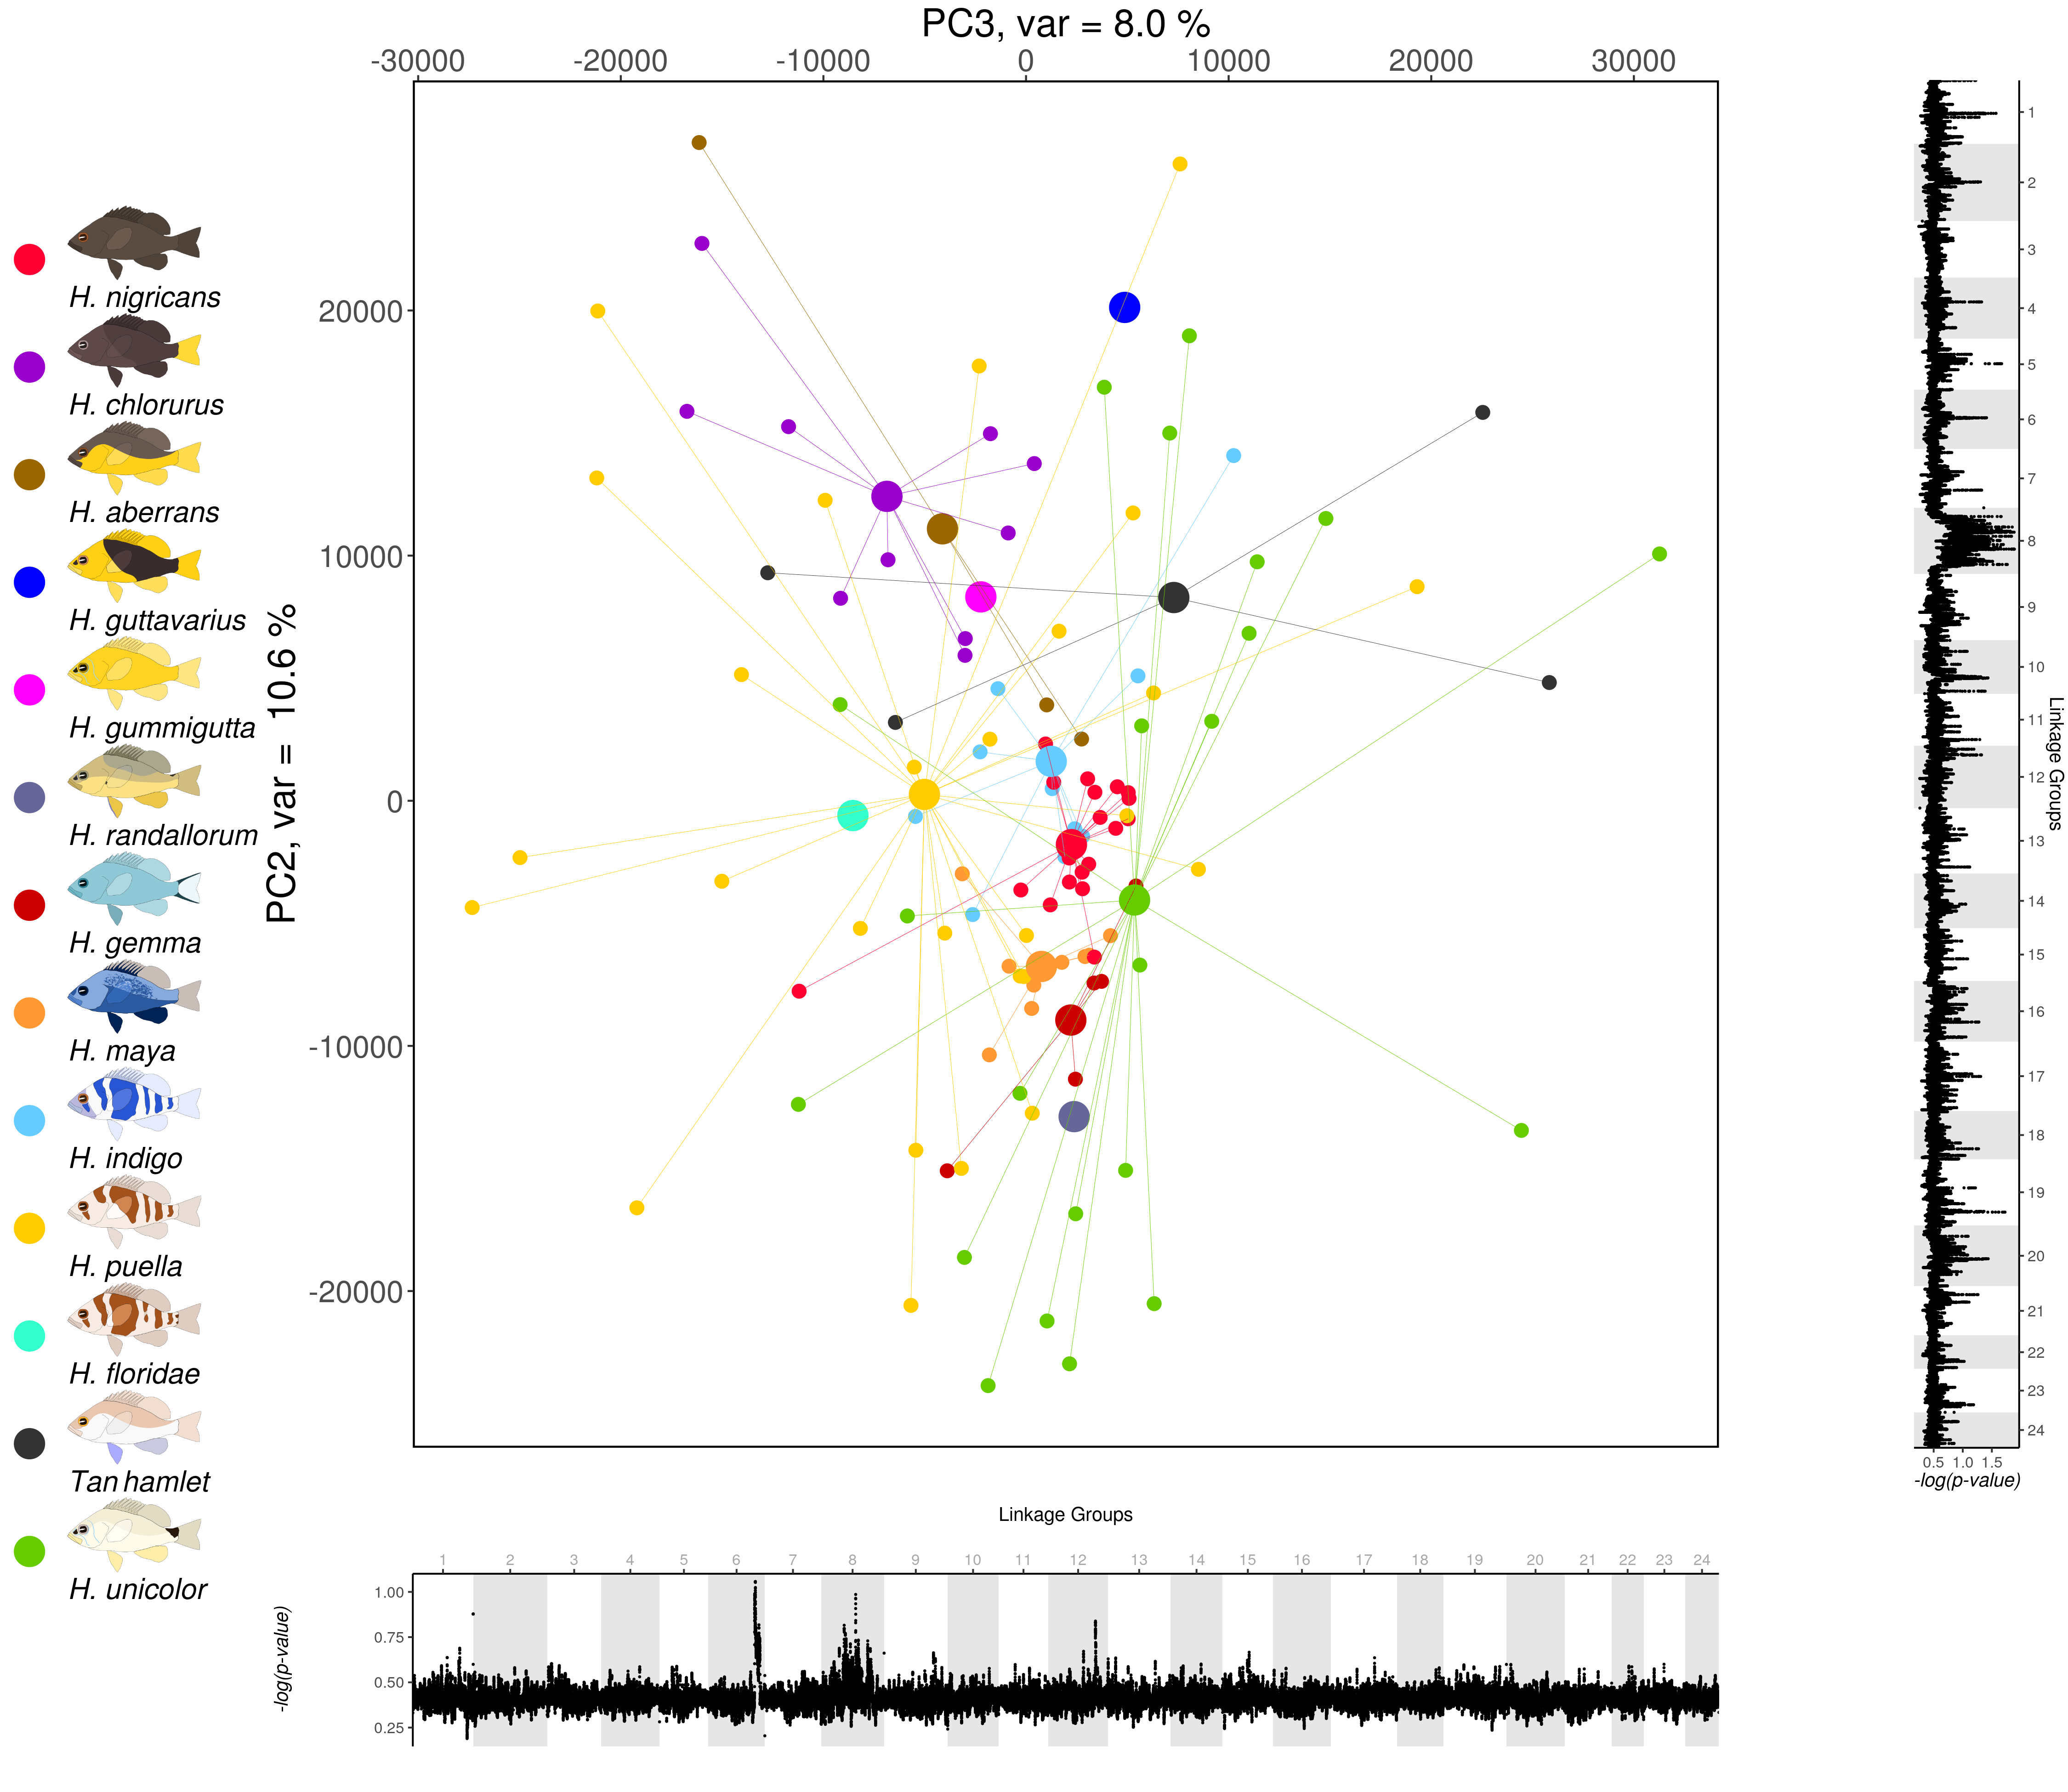 PC3, var = 8.0 %
-30000 -20000 -10000 0 10000 20000 30000
H. nigricans
H. chlorurus
H. aberrans
H. guttavarius
H. gummigutta
H. randallorum
H. gemma
H. maya
H. indigo
H. puella
H. floridae
Tan hamlet
H. unicolor
PC2, var = 10.6 %
20000
10000
0
-10000
-20000
1
2
3
4
5
6
7
8
9
10
11
12
13
14
15
16
17
18
19
20
21
22
23
24
Linkage Groups
0.5 1.0 1.5
-log(p-value)
Linkage Groups
1 2 3 4 5 6 7 8 9 10 11 12 13 14 15 16 17 18 19 20 21 22 23 24
1.00
0.75
0.50
0.25
-log(p-value)